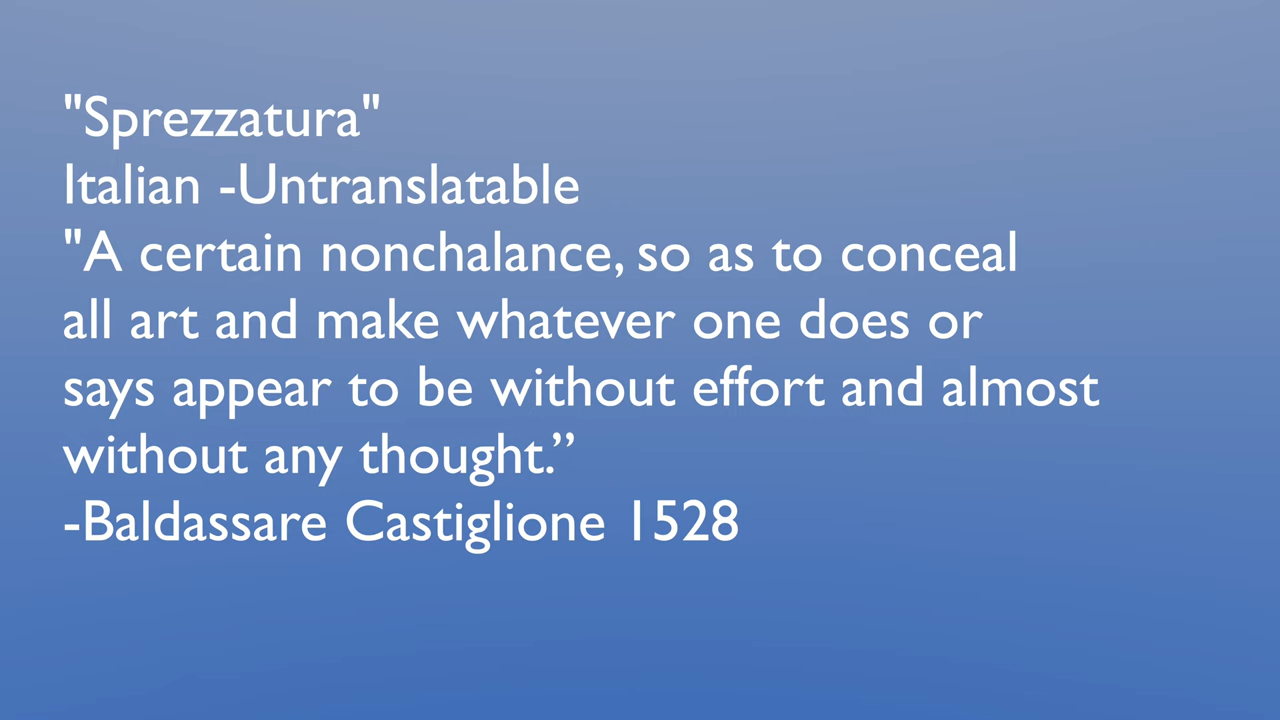 "Sprezzatura"
Italian -Untranslatable
"A certain nonchalance, so as to conceal
all art and make whatever one does or
says appear to be without effort and almost
without any thought.”
-Baldassare Castiglione 1528